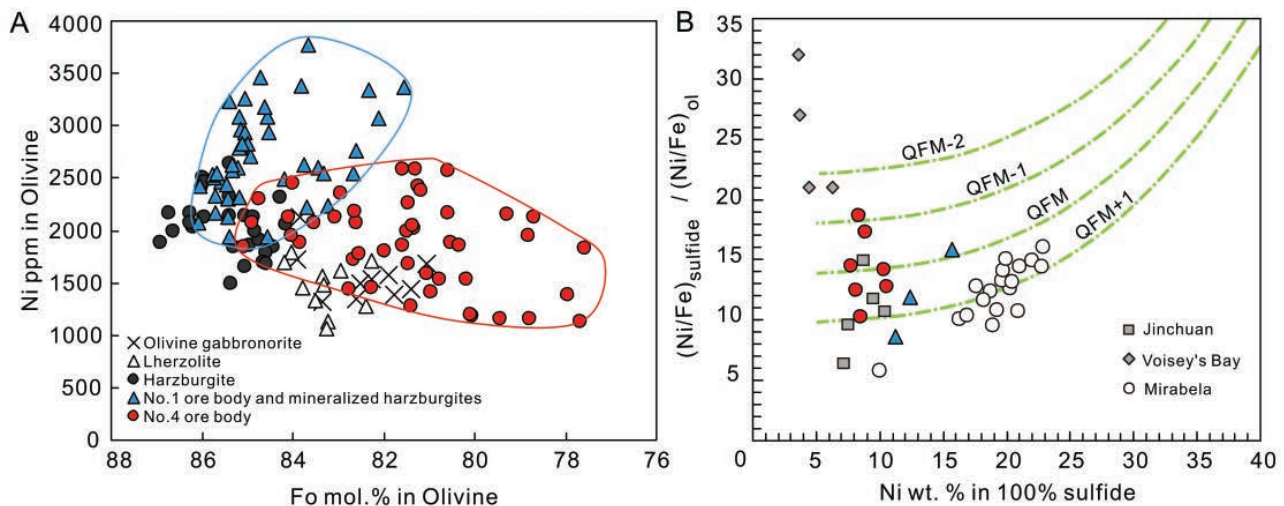 A
4000
3500
3000
2500
2000
1500
1000
500
0
Ni ppm in Olivine
Olivine gabbronorite
Lherzolite
Harzburgite
No.1 ore body and mineralized harzburgites
No.4 ore body
88 86 84 82 80 78 76
Fo mol.% in Olivine
B
35
30
25
20
15
10
5
(Ni/Fe)sulfide / (Ni/Fe)ol
QFM-2
QFM-1
QFM
QFM+1
Jinchuan
Voisey's Bay
Mirabela
0 5 10 15 20 25 30 35 40
Ni wt. % in 100% sulfide